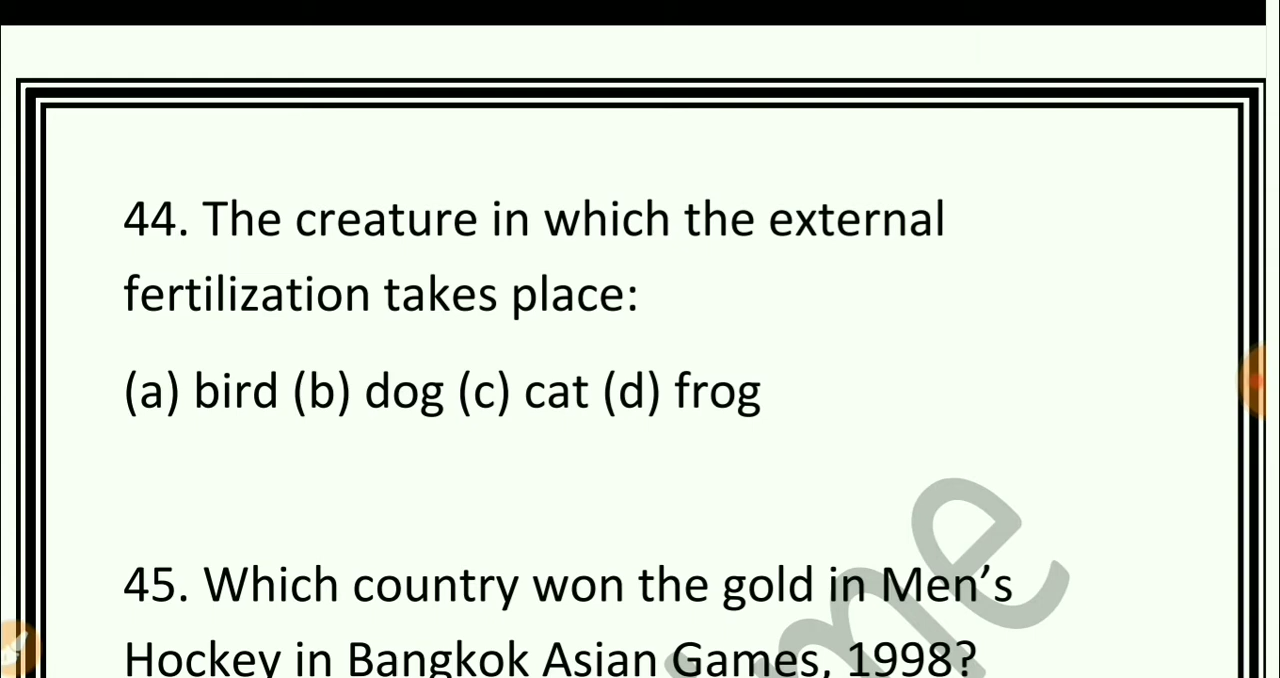 44. The creature in which the external
fertilization takes place:
(a) bird (b) dog (c) cat (d) frog
45. Which country won the gold in Men’s
Hockey in Bangkok Asian Games, 1998?
me